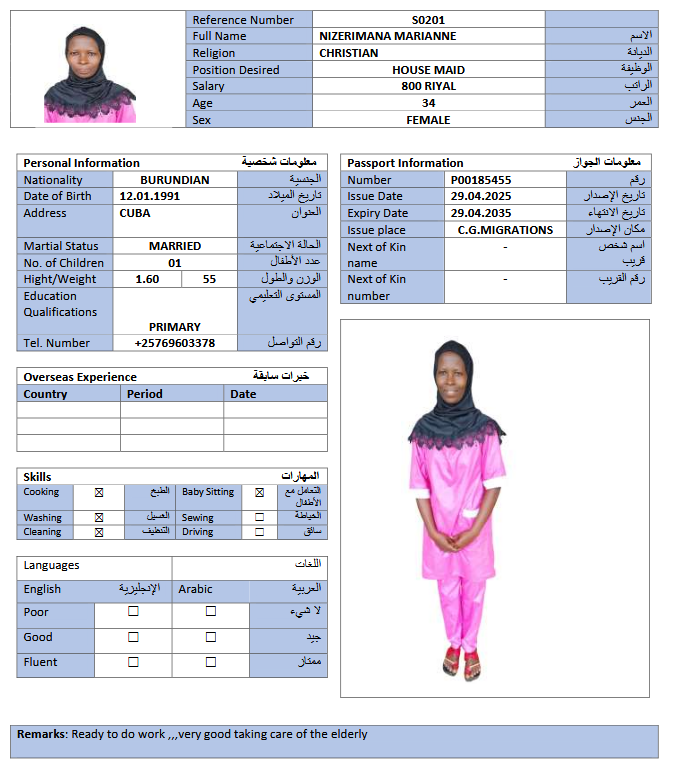 Reference Number S0201
Full Name NIZERIMANA MARIANNE الاسم
Religion CHRISTIAN الديانة
Position Desired HOUSE MAID الوظيفة
Salary 800 RIYAL الراتب
Age 34 العمر
Sex FEMALE الجنس
Personal Information معلومات شخصية
Nationality BURUNDIAN الجنسية
Date of Birth 12.01.1991 تاريخ الميلاد
Address CUBA العنوان
Martial Status MARRIED الحالة الاجتماعية
No. of Children 01 عدد الأطفال
Hight/Weight 1.60 55 الوزن والطول
Education المستوى التعليمي
Qualifications
PRIMARY
Tel. Number +25769603378 رقم التواصل
Passport Information معلومات الجواز
Number P00185455 رقم
Issue Date 29.04.2025 تاريخ الإصدار
Expiry Date 29.04.2035 تاريخ الانتهاء
Issue place C.G.MIGRATIONS مكان الإصدار
Next of Kin - اسم شخص
name قريب
Next of Kin - رقم القريب
number
Overseas Experience خبرات سابقة
Country Period Date
Skills المهارات
Cooking ☒ الطبخ Baby Sitting ☒ التعامل مع
الأطفال
Washing ☒ الغسيل Sewing ☐ الخياطة
Cleaning ☒ التنظيف Driving ☐ سائق
Languages اللغات
English الإنجليزية Arabic العربية
Poor ☐ ☐ لا شيء
Good ☐ ☐ جيد
Fluent ☐ ☐ ممتاز
Remarks: Ready to do work ,,,very good taking care of the elderly